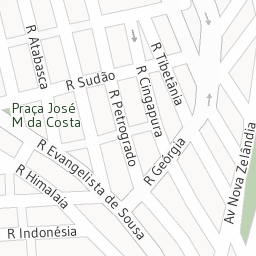 R Atabasca
R Sudão
R Tibetânia
R Cingapura
R Petrogrado
Praça José
M da Costa
R Evangelista de Sousa
R Himalaia
R Geórgia
Av Nova Zelândia
R Indonésia